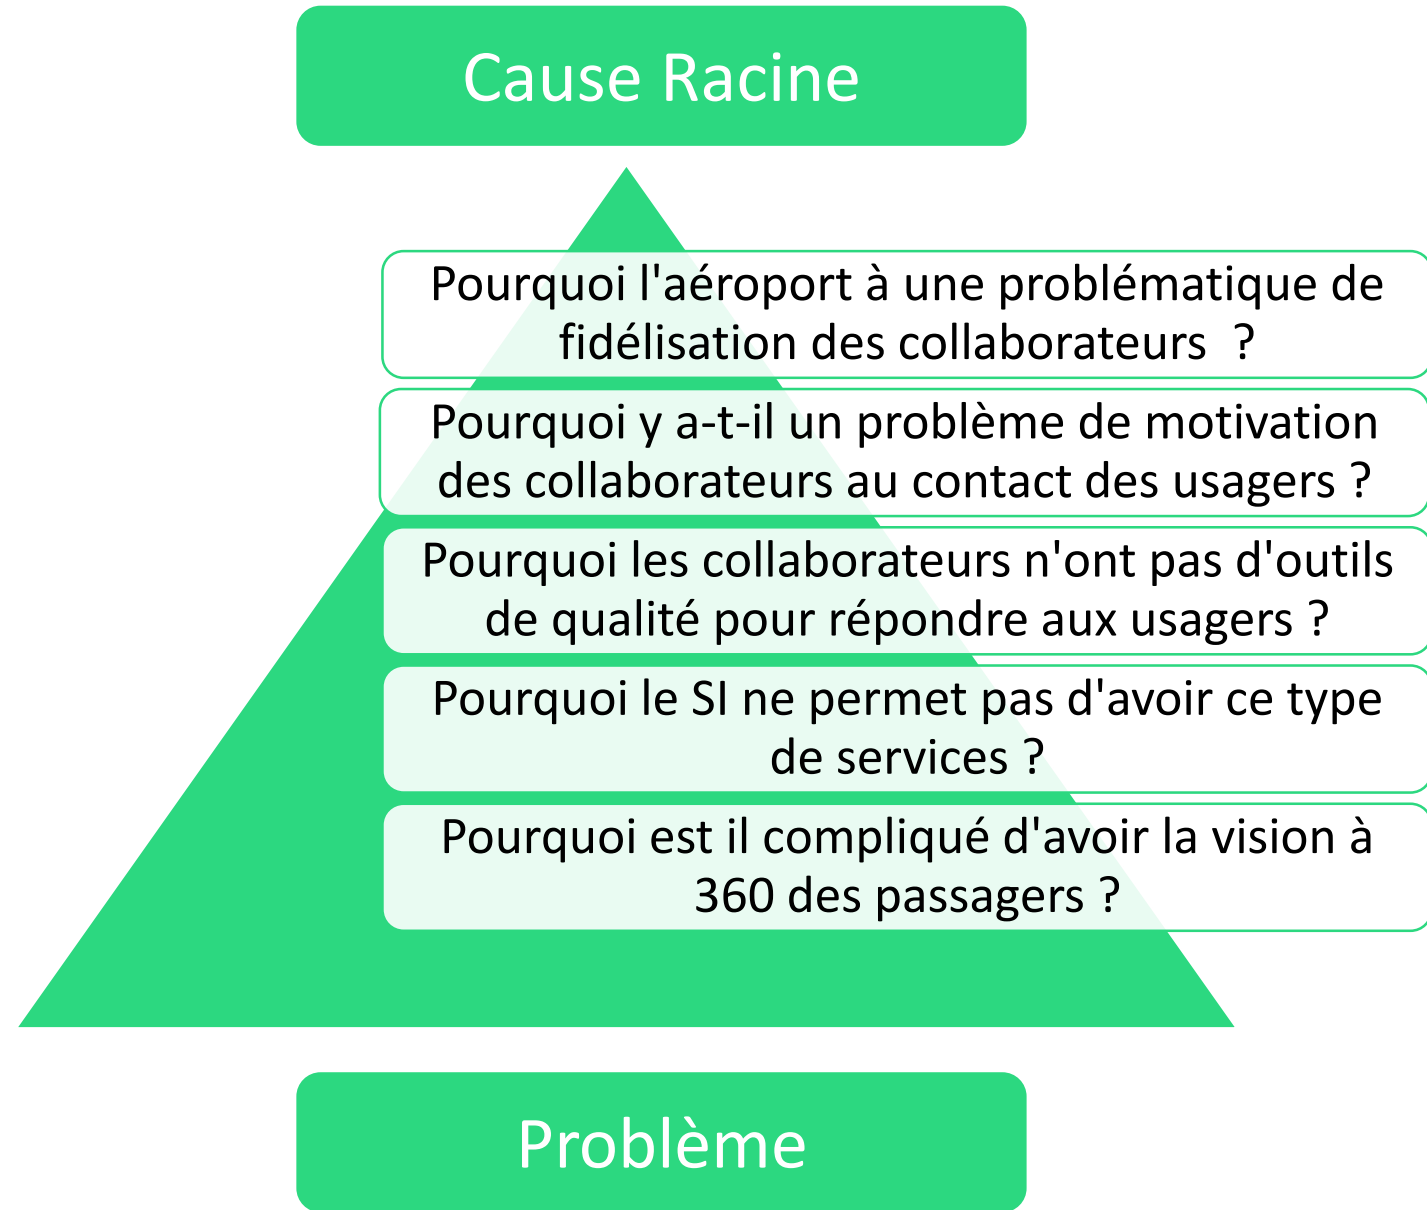 Cause Racine
Pourquoi l'aéroport à une problématique de
fidélisation des collaborateurs  ?
Pourquoi y a-t-il un problème de motivation
des collaborateurs au contact des usagers ?
Pourquoi les collaborateurs n'ont pas d'outils
de qualité pour répondre aux usagers ?
Pourquoi le SI ne permet pas d'avoir ce type
de services ?
Pourquoi est il compliqué d'avoir la vision à
360 des passagers ?
Problème